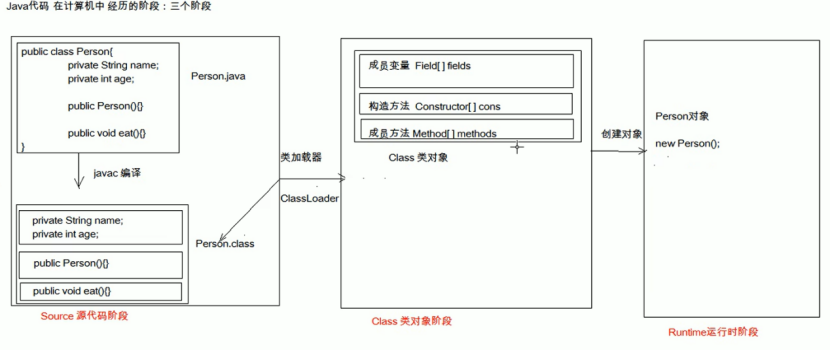 Java代码 在计算机中 经历的阶段：三个阶段
public class Person{
private String name;
private int age;
public Person(){}
public void eat(){}
}
Person.java
javac 编译
private String name;
private int age;
public Person(){}
public void eat(){}
Person.class
Source 源代码阶段
类加载器
ClassLoader
成员变量 Field[] fields
构造方法 Constructor[] cons
成员方法 Method[] methods
Class 类对象
Class 类对象阶段
创建对象
Person对象
new Person();
Runtime运行时阶段